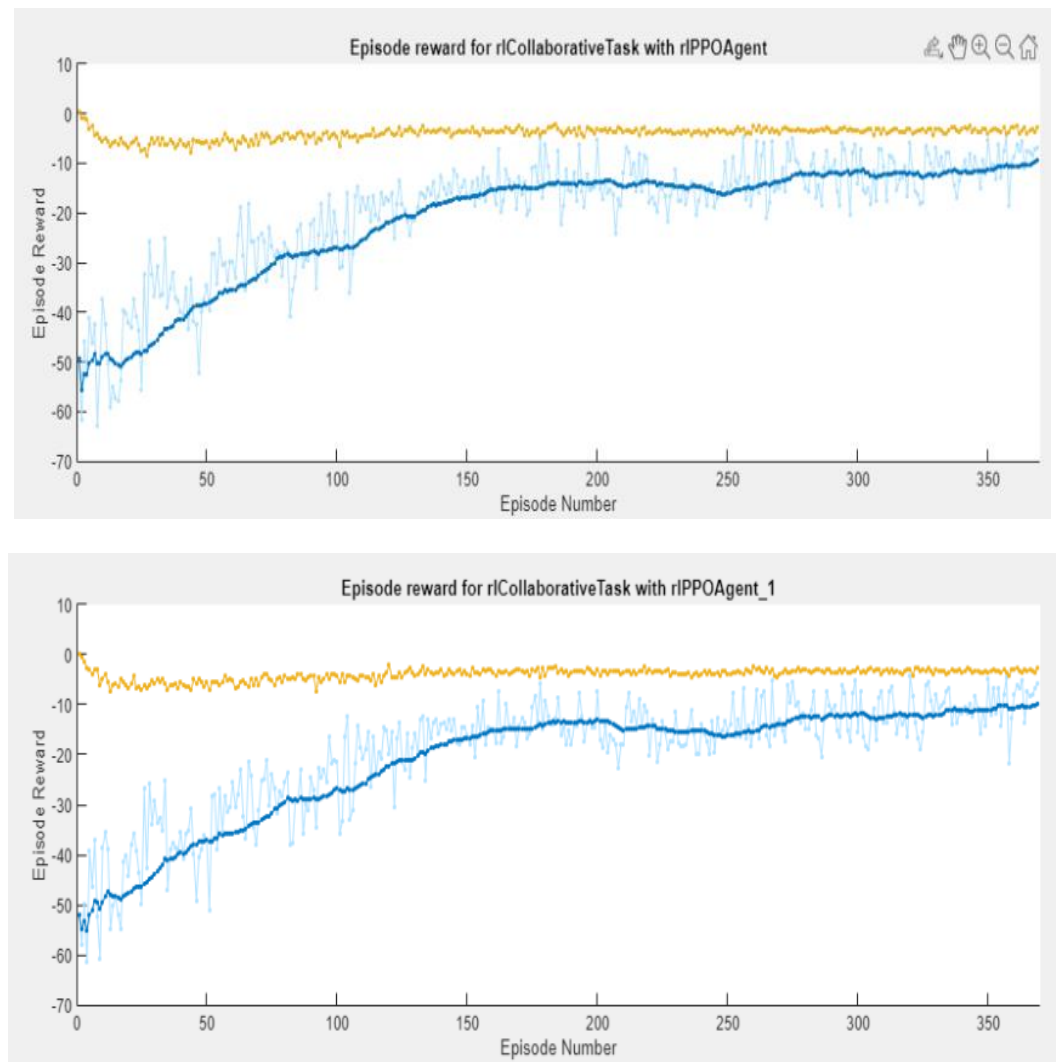 Episode reward for rlCollaborativeTask with rlPPOAgent
10
0
-10
-20
-30
-40
-50
-60
-70
Episode Reward
0 50 100 150 200 250 300 350
Episode Number
Episode reward for rlCollaborativeTask with rlPPOAgent_1
10
0
-10
-20
-30
-40
-50
-60
-70
Episode Reward
0 50 100 150 200 250 300 350
Episode Number